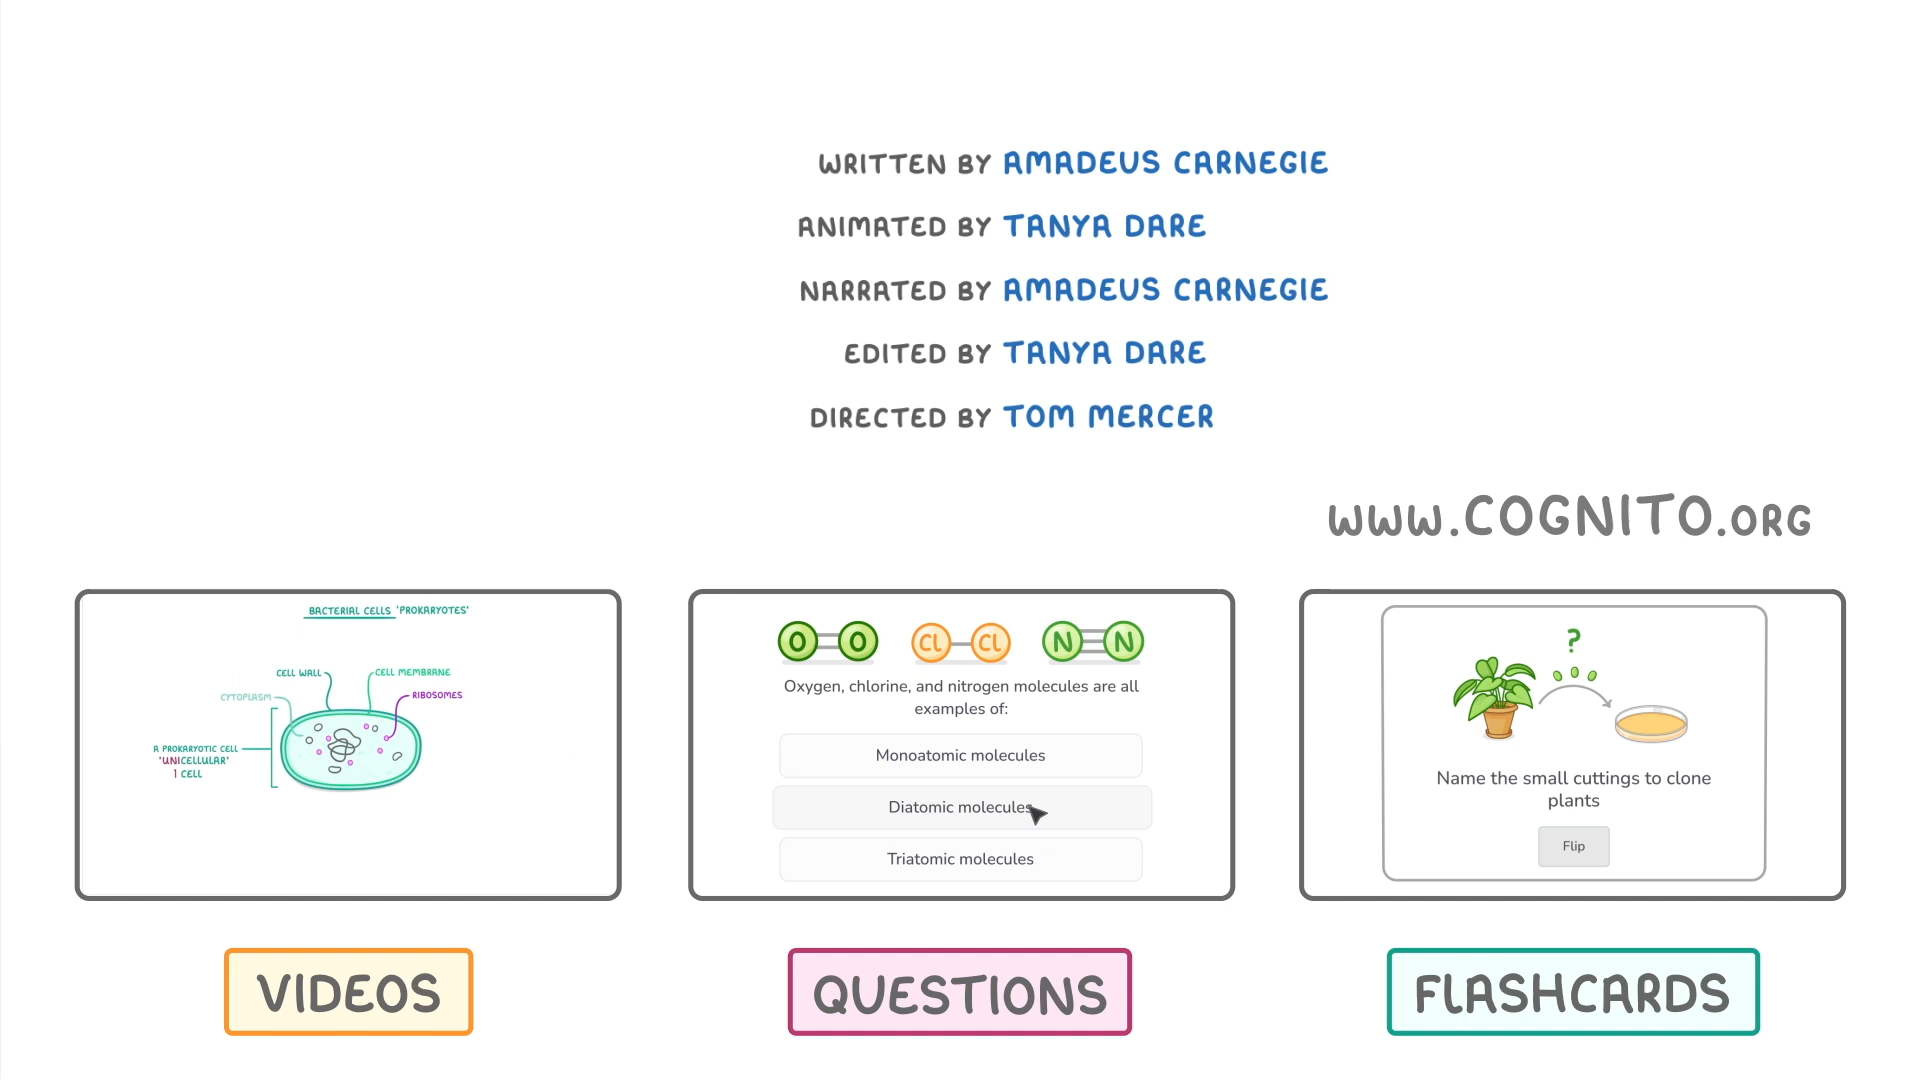 WRITTEN BY AMADEUS CARNEGIE
ANIMATED BY TANYA DARE
NARRATED BY AMADEUS CARNEGIE
EDITED BY TANYA DARE
DIRECTED BY TOM MERCER
www.COGNITO.ORG
BACTERIAL CELLS 'PROKARYOTES'
CELL WALL
CELL MEMBRANE
CYTOPLASM
RIBOSOMES
A PROKARYOTIC CELL
"UNICELLULAR"
1 CELL
O O Cl Cl N N
Oxygen, chlorine, and nitrogen molecules are all
examples of:
Monoatomic molecules
Diatomic molecules
Triatomic molecules
?
Name the small cuttings to clone
plants
Flip
VIDEOS
QUESTIONS
FLASHCARDS